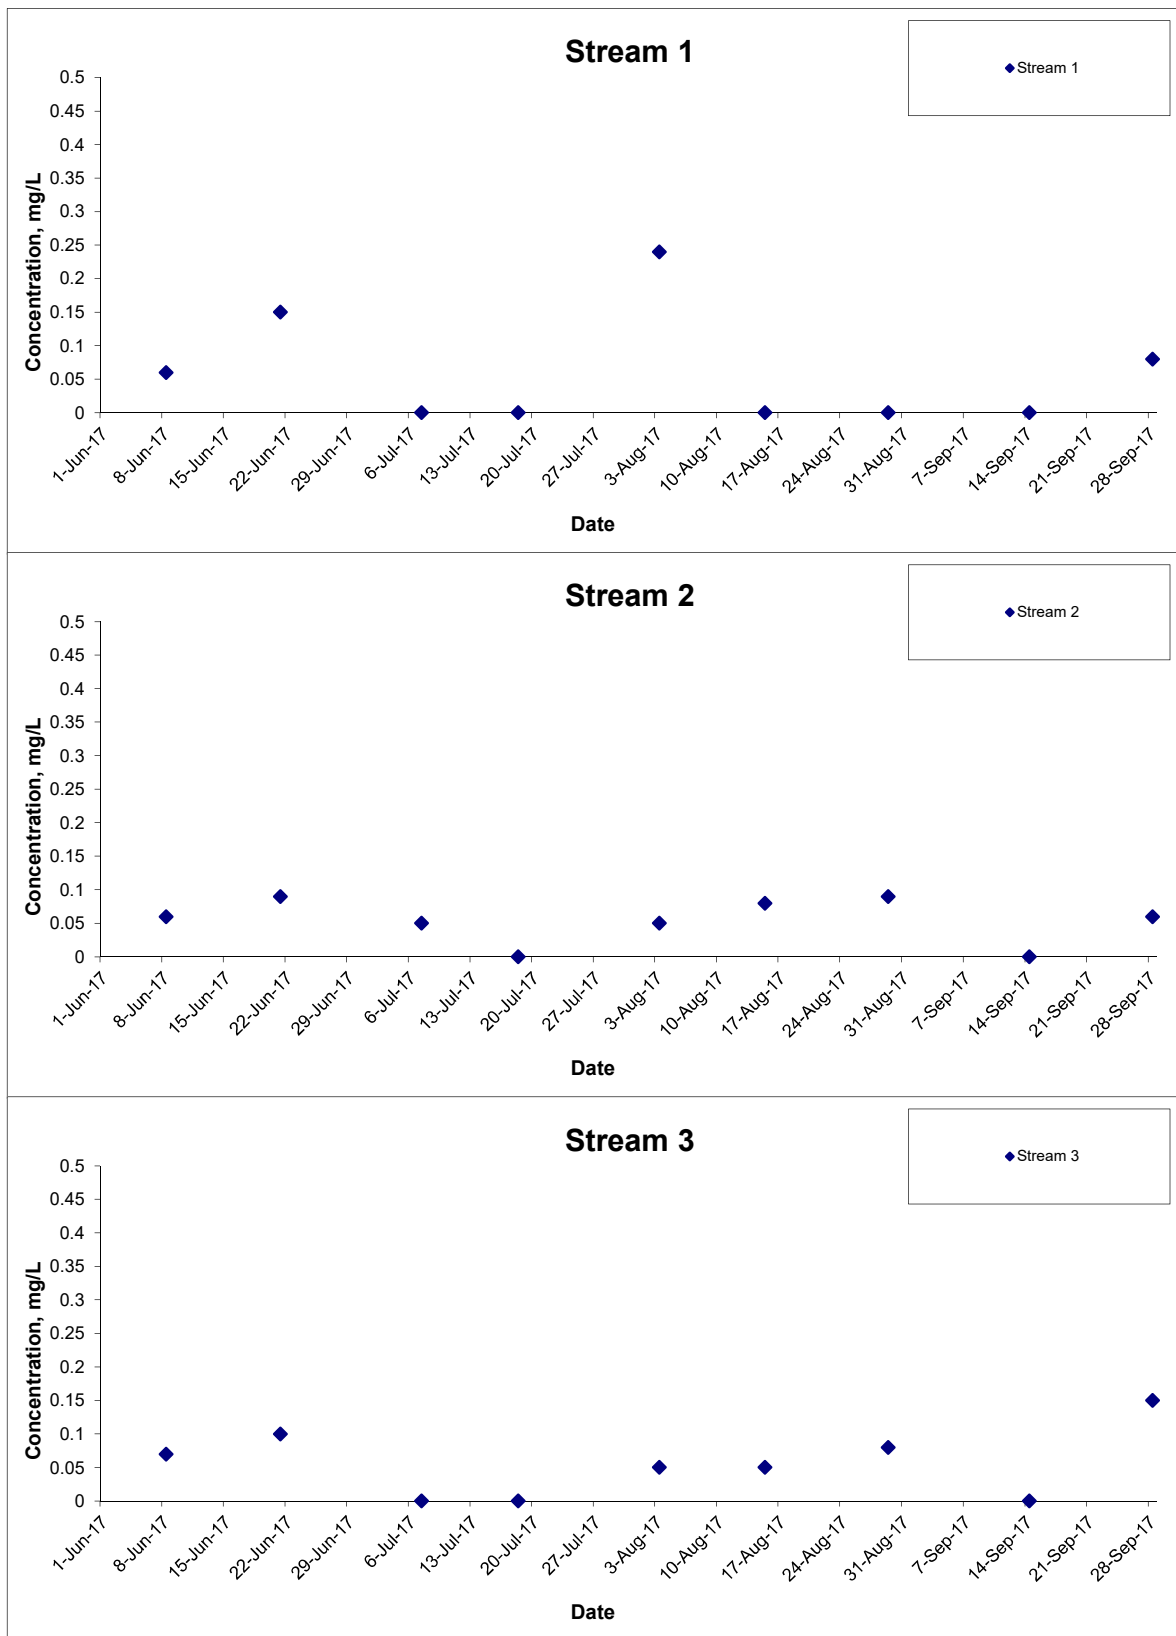 Stream 1
Stream 1
0.5
0.45
0.4
0.35
0.3
0.25
0.2
0.15
0.1
0.05
0
Concentration, mg/L
1-Jun-17
8-Jun-17
15-Jun-17
22-Jun-17
29-Jun-17
6-Jul-17
13-Jul-17
20-Jul-17
27-Jul-17
3-Aug-17
10-Aug-17
17-Aug-17
24-Aug-17
31-Aug-17
7-Sep-17
14-Sep-17
21-Sep-17
28-Sep-17
Date
Stream 2
Stream 2
0.5
0.45
0.4
0.35
0.3
0.25
0.2
0.15
0.1
0.05
0
Concentration, mg/L
1-Jun-17
8-Jun-17
15-Jun-17
22-Jun-17
29-Jun-17
6-Jul-17
13-Jul-17
20-Jul-17
27-Jul-17
3-Aug-17
10-Aug-17
17-Aug-17
24-Aug-17
31-Aug-17
7-Sep-17
14-Sep-17
21-Sep-17
28-Sep-17
Date
Stream 3
Stream 3
0.5
0.45
0.4
0.35
0.3
0.25
0.2
0.15
0.1
0.05
0
Concentration, mg/L
1-Jun-17
8-Jun-17
15-Jun-17
22-Jun-17
29-Jun-17
6-Jul-17
13-Jul-17
20-Jul-17
27-Jul-17
3-Aug-17
10-Aug-17
17-Aug-17
24-Aug-17
31-Aug-17
7-Sep-17
14-Sep-17
21-Sep-17
28-Sep-17
Date